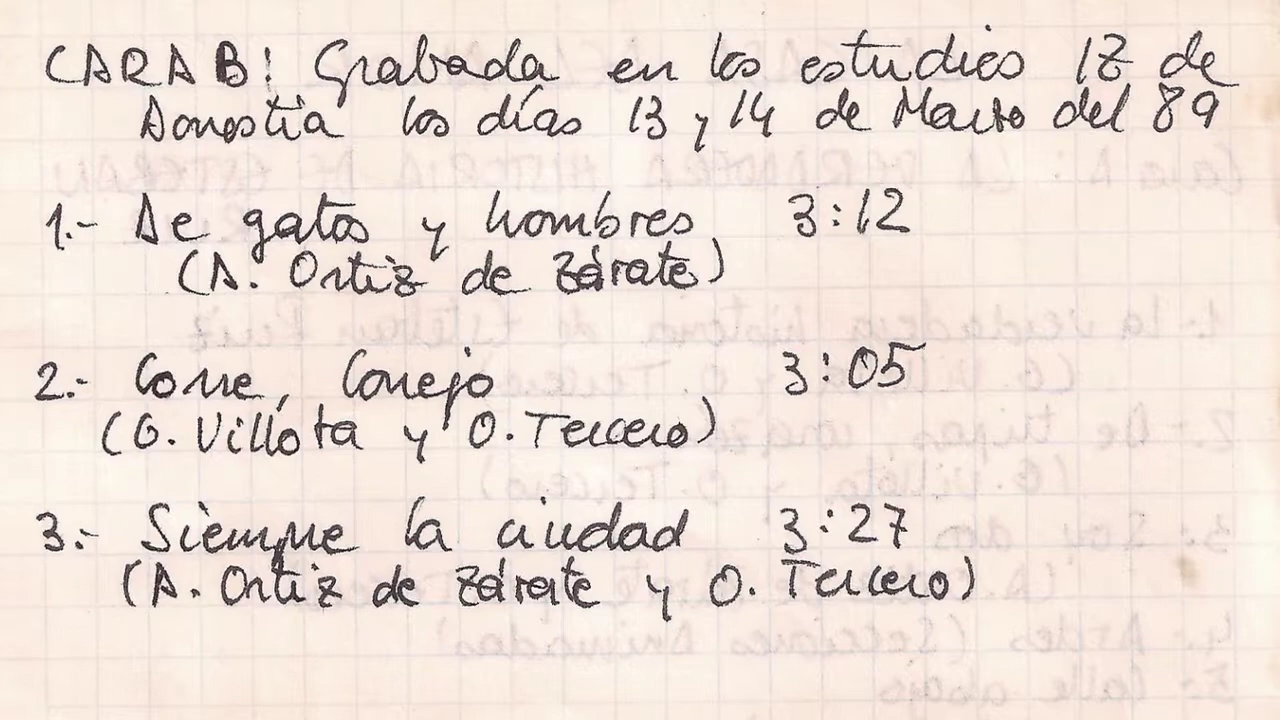 CARA B: Grabada en los estudios IZ de
Donostia los días 13 y 14 de Marzo del 89
1.- De gatos y hombres 3:12
(A. Ortiz de Zárate)
2.- Corre, Conejo 3:05
(G. Villota y O. Tercero)
3.- Siempre la ciudad 3:27
(A. Ortiz de Zárate y O. Tercero)